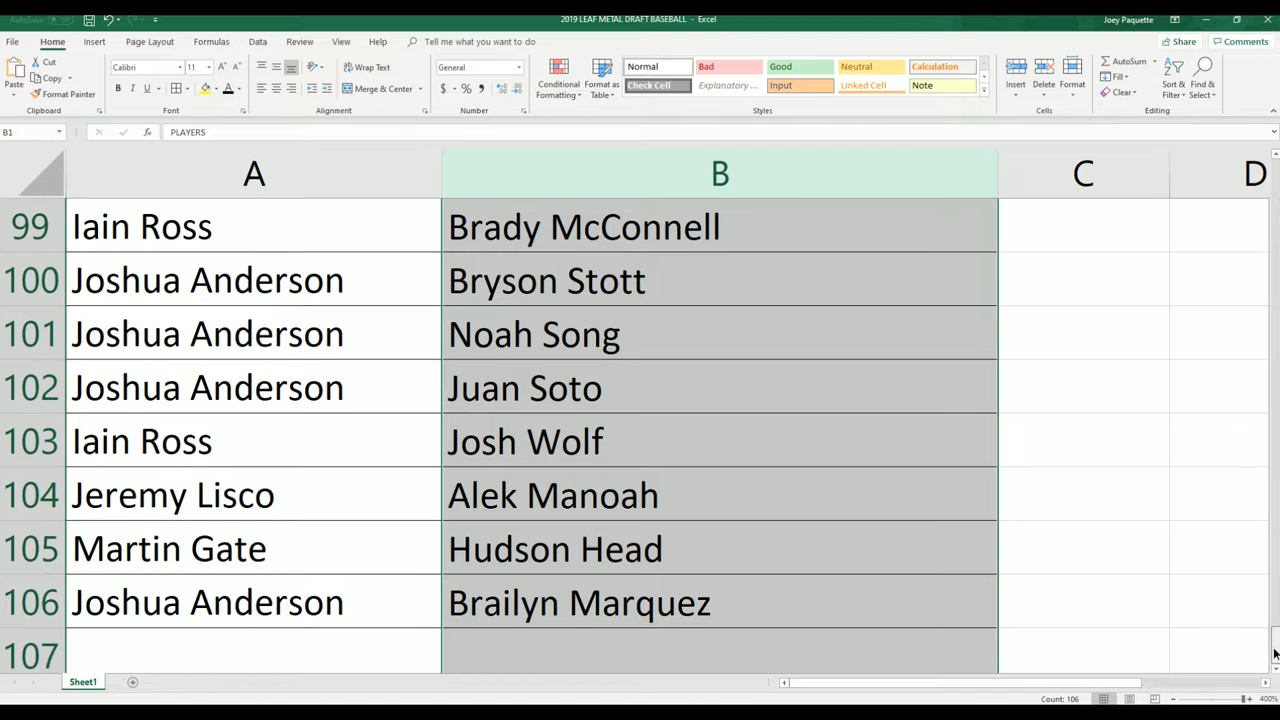 AutoSave Off
2019 LEAF METAL DRAFT BASEBALL - Excel
Joey Paquette
File Home Insert Page Layout Formulas Data Review View Help Tell me what you want to do
Share Comments
Paste
Cut
Copy
Format Painter
Clipboard
Calibri 11
B I U
Font
Wrap Text
Merge & Center
Alignment
General
$ % ,
Number
Conditional Formatting
Format as Table
Normal Bad Good Neutral Calculation
Check Cell Explanatory ... Input Linked Cell Note
Styles
Insert Delete Format
Cells
AutoSum
Fill
Clear
Sort & Filter
Find & Select
Editing
B1 fx PLAYERS
A B C D
99 Iain Ross Brady McConnell
100 Joshua Anderson Bryson Stott
101 Joshua Anderson Noah Song
102 Joshua Anderson Juan Soto
103 Iain Ross Josh Wolf
104 Jeremy Lisco Alek Manoah
105 Martin Gate Hudson Head
106 Joshua Anderson Brailyn Marquez
107
Sheet1
Count: 106
400%